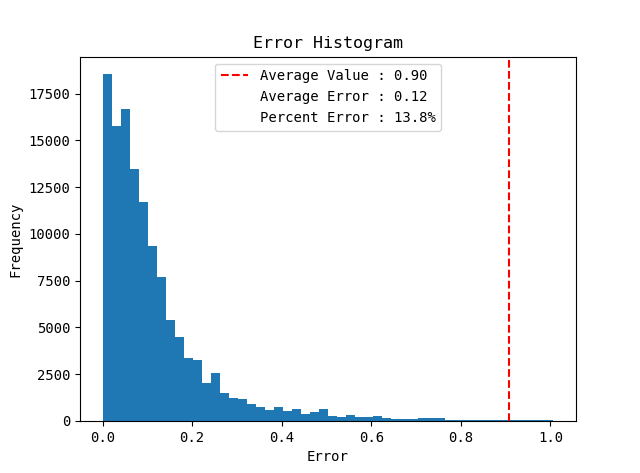 Error Histogram
Average Value : 0.90
Average Error : 0.12
Percent Error : 13.8%
17500
15000
12500
10000
7500
5000
2500
0
Frequency
0.0 0.2 0.4 0.6 0.8 1.0
Error